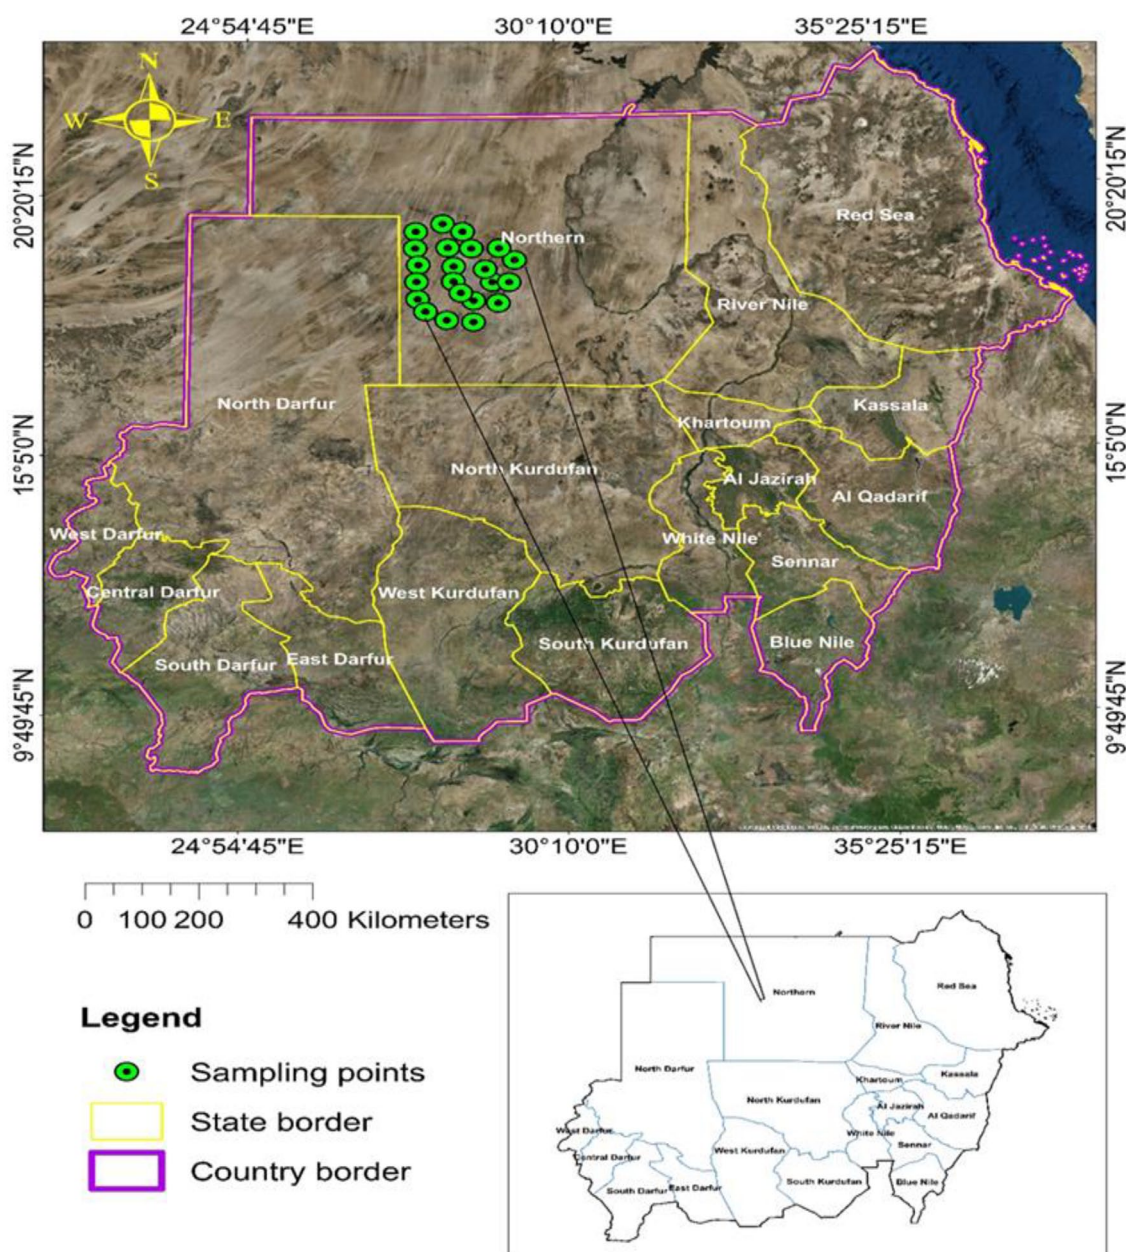 24°54'45"E 30°10'0"E 35°25'15"E
N
W E
S
20°20'15"N
20°20'15"N
Red Sea
Northern
River Nile
North Darfur
Kassala
Khartoum
15°5'0"N
15°5'0"N
North Kurdufan
Al Jazirah
Al Qadarif
West Darfur
White Nile
Sennar
Central Darfur
West Kurdufan
South Kurdufan
Blue Nile
South Darfur
East Darfur
9°49'45"N
9°49'45"N
24°54'45"E 30°10'0"E 35°25'15"E
0 100 200 400 Kilometers
Legend
Sampling points
State border
Country border
Northern
Red Sea
River Nile
North Darfur
Khartoum
Kassala
North Kurdufan
Al Jazirah
Al Qadarif
West Darfur
White Nile
Sennar
Central Darfur
West Kurdufan
South Darfur
East Darfur
South Kurdufan
Blue Nile